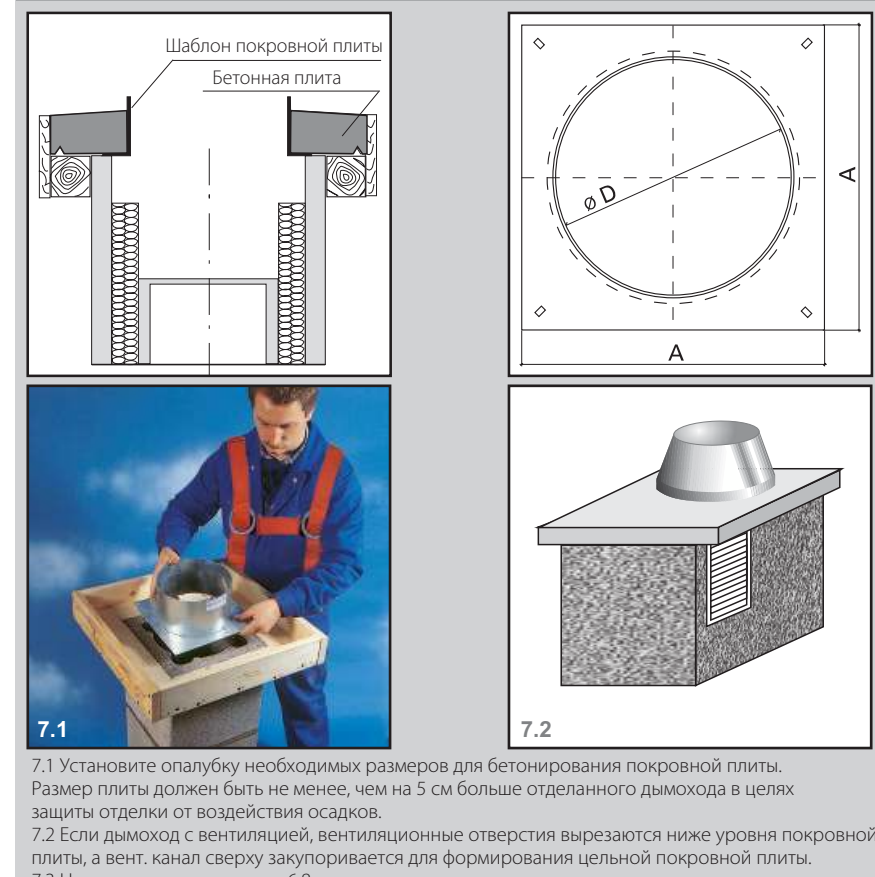 Шаблон покровной плиты
Бетонная плита
ø D
A
A
7.1
7.2
7.1 Установите опалубку необходимых размеров для бетонирования покровной плиты.
Размер плиты должен быть не менее, чем на 5 см больше отделанного дымохода в целях
защиты отделки от воздействия осадков.
7.2 Если дымоход с вентиляцией, вентиляционные отверстия вырезаются ниже уровня покровной
плиты, а вент. канал сверху закупоривается для формирования цельной покровной плиты.